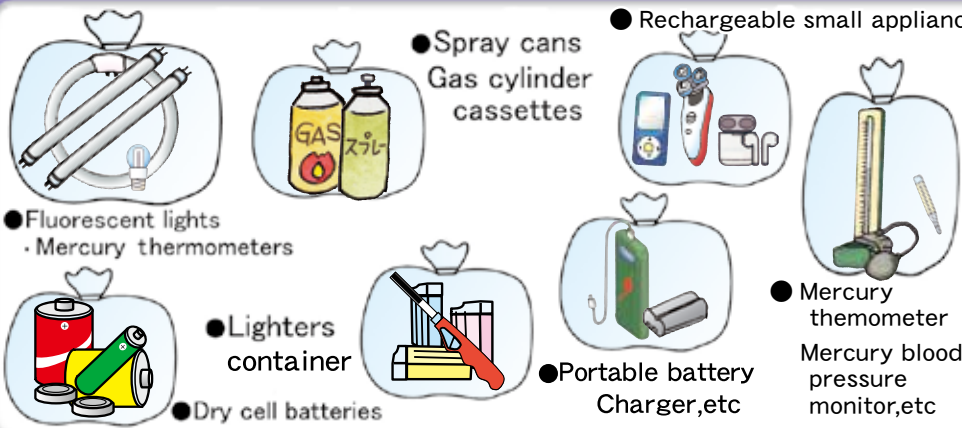 ● Rechargeable small applianc
●Spray cans
Gas cylinder
cassettes
GAS
スプレー
●Fluorescent lights
・Mercury thermometers
●Lighters
container
●Dry cell batteries
●Portable battery
Charger,etc
● Mercury
themometer
Mercury blood
pressure
monitor,etc